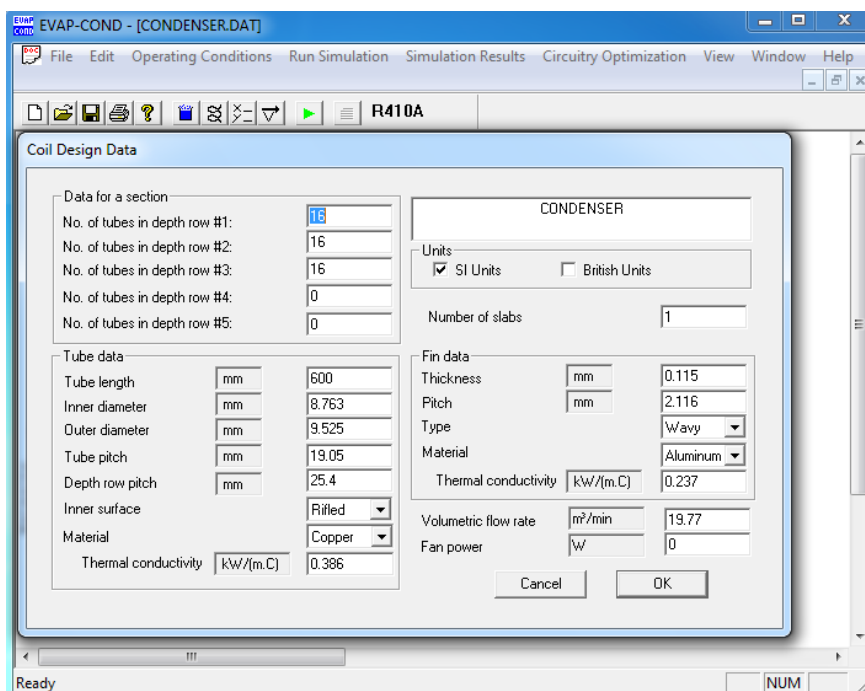 EVAP-COND - [CONDENSER.DAT]
File Edit Operating Conditions Run Simulation Simulation Results Circuitry Optimization View Window Help
R410A
Coil Design Data
Data for a section
No. of tubes in depth row #1: 16
No. of tubes in depth row #2: 16
No. of tubes in depth row #3: 16
No. of tubes in depth row #4: 0
No. of tubes in depth row #5: 0
CONDENSER
Units
SI Units British Units
Number of slabs 1
Tube data
Tube length mm 600
Inner diameter mm 8.763
Outer diameter mm 9.525
Tube pitch mm 19.05
Depth row pitch mm 25.4
Inner surface Rifled
Material Copper
Thermal conductivity kW/(m.C) 0.386
Fin data
Thickness mm 0.115
Pitch mm 2.116
Type Wavy
Material Aluminum
Thermal conductivity kW/(m.C) 0.237
Volumetric flow rate m³/min 19.77
Fan power W 0
Cancel OK
Ready NUM